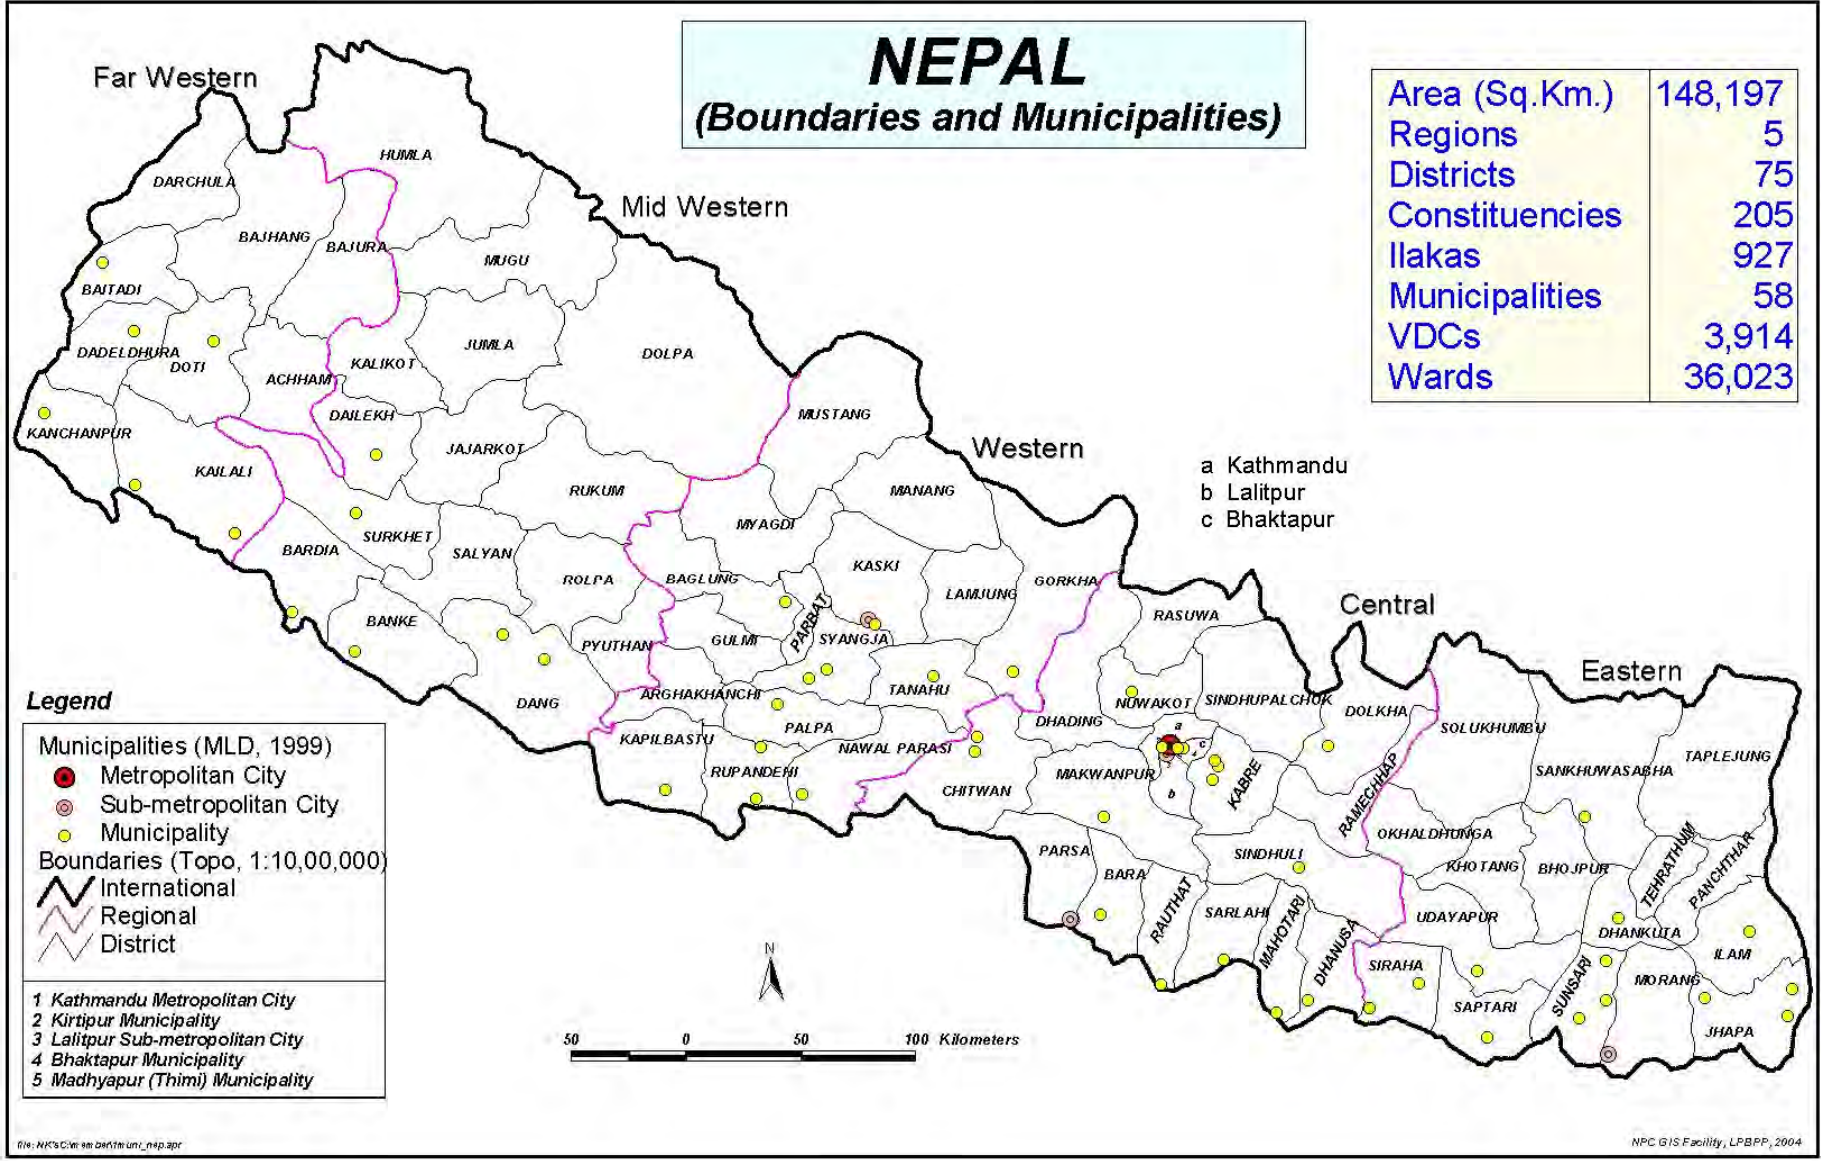 NEPAL
(Boundaries and Municipalities)
Area (Sq.Km.) 148,197
Regions 5
Districts 75
Constituencies 205
Ilakas 927
Municipalities 58
VDCs 3,914
Wards 36,023
Far Western
Mid Western
Western
Central
Eastern
a Kathmandu
b Lalitpur
c Bhaktapur
HUMLA
DARCHULA
BAJHANG
BAJURA
MUGU
BAITADI
DADELDHURA
DOTI
ACHHAM
KALIKOT
JUMLA
DOLPA
KANCHANPUR
KAILALI
DAILEKH
JAJARKOT
RUKUM
MUSTANG
MANANG
MYAGDI
BARDIA
SURKHET
SALYAN
ROLPA
BAGLUNG
KASKI
LAMJUNG
GORKHA
BANKE
PYUTHAN
GULMI
PARBAT
SYANGJA
RASUWA
DANG
ARGHAKHANCHI
TANAHU
NUWAKOT
SINDHUPALCHOK
DOLKHA
SOLUKHUMBU
KAPILBASTU
PALPA
NAWAL PARASI
DHADING
a
c
4
RUPANDEHI
CHITWAN
MAKWANPUR
b
KABRE
RAMECHHAP
SANKHUWASABHA
TAPLEJUNG
PARSA
BARA
RAUTHAT
SINDHULI
OKHALDHUNGA
KHOTANG
BHOJPUR
TEHRATHUM
PANCHTHAR
SARLAHI
MAHOTARI
DHANUSA
UDAYAPUR
DHANKUTA
SIRAHA
SAPTARI
SUNSARI
MORANG
ILAM
JHAPA
Legend
Municipalities (MLD, 1999)
Metropolitan City
Sub-metropolitan City
Municipality
Boundaries (Topo, 1:10,00,000)
International
Regional
District
1 Kathmandu Metropolitan City
2 Kirtipur Municipality
3 Lalitpur Sub-metropolitan City
4 Bhaktapur Municipality
5 Madhyapur (Thimi) Municipality
N
50 0 50 100 Kilometers
NPC GIS Facility, LPBPP, 2004